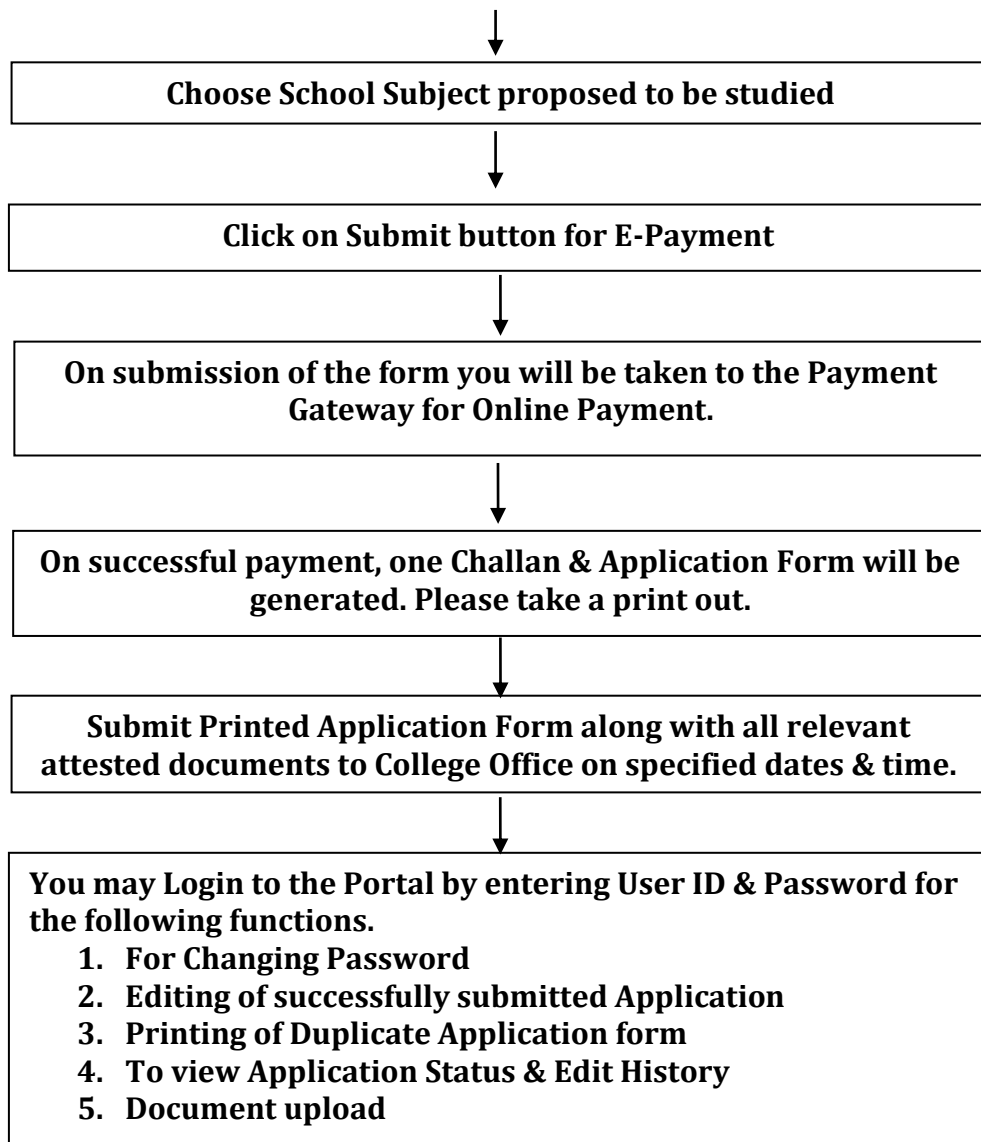 Choose School Subject proposed to be studied
Click on Submit button for E-Payment
On submission of the form you will be taken to the Payment
Gateway for Online Payment.
On successful payment, one Challan & Application Form will be
generated. Please take a print out.
Submit Printed Application Form along with all relevant
attested documents to College Office on specified dates & time.
You may Login to the Portal by entering User ID & Password for
the following functions.
1. For Changing Password
2. Editing of successfully submitted Application
3. Printing of Duplicate Application form
4. To view Application Status & Edit History
5. Document upload